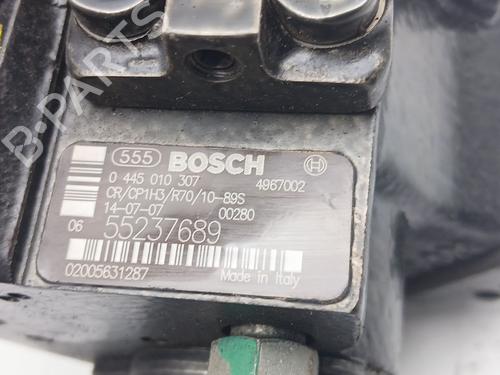 555 BOSCH
0 445 010 307 4967002
CR/CP1H3/R70/10-89S
14-07-07 00280
06 55237689
02005631287 Made in Italy
B-PARTS